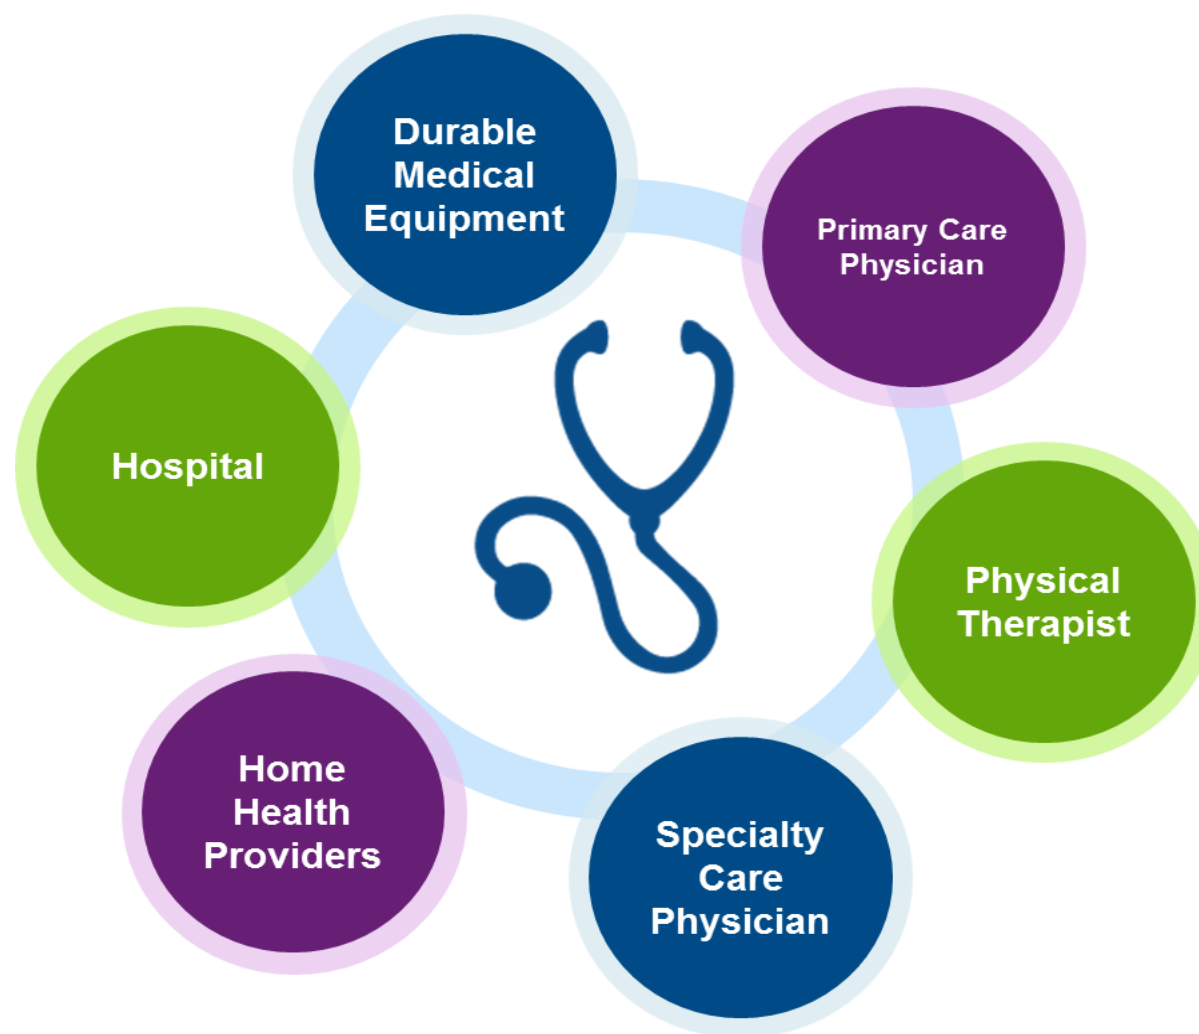 Durable
Medical
Equipment
Primary Care
Physician
Hospital
Physical
Therapist
Home
Health
Providers
Specialty
Care
Physician